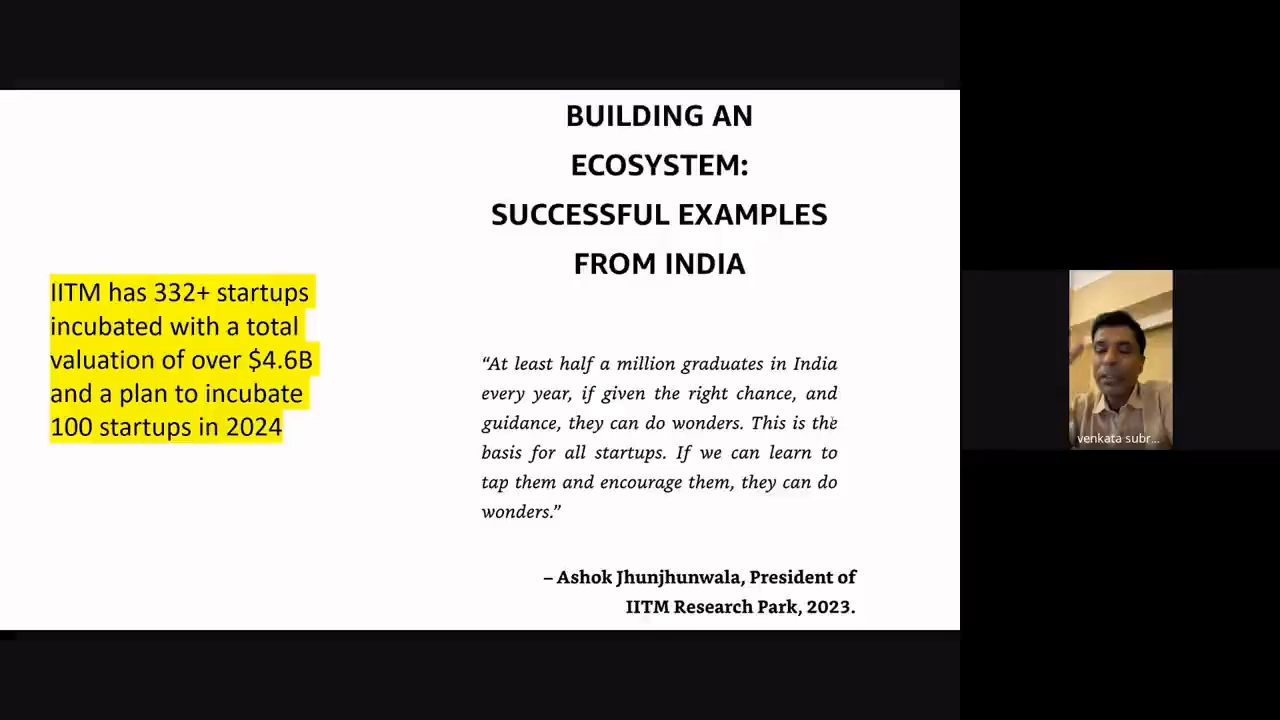 BUILDING AN
ECOSYSTEM:
SUCCESSFUL EXAMPLES
FROM INDIA
IITM has 332+ startups
incubated with a total
valuation of over $4.6B
and a plan to incubate
100 startups in 2024
“At least half a million graduates in India
every year, if given the right chance, and
guidance, they can do wonders. This is the
basis for all startups. If we can learn to
tap them and encourage them, they can do
wonders.”
– Ashok Jhunjhunwala, President of
IITM Research Park, 2023.
venkata subr...